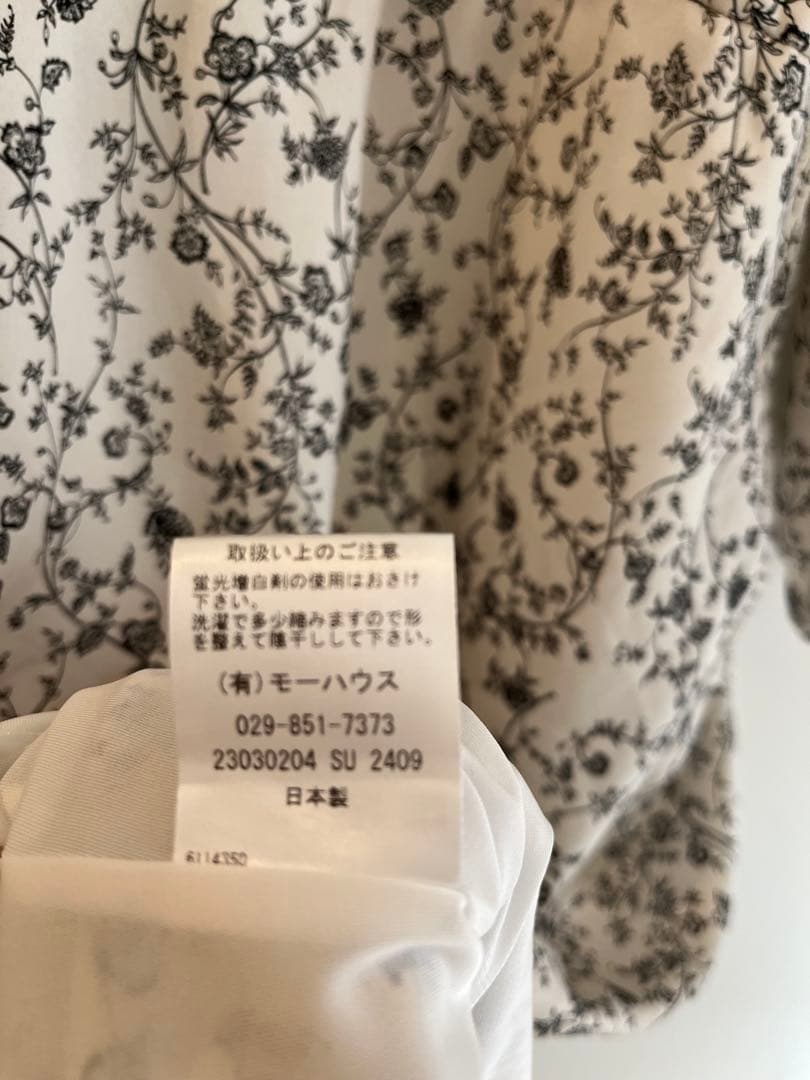 取扱い上のご注意
蛍光増白剤の使用はおさけ
下さい。
洗濯で多少縮みますので形
を整えて陰干しして下さい。
(有)モーハウス
029-851-7373
23030204 SU 2409
日本製
6114350